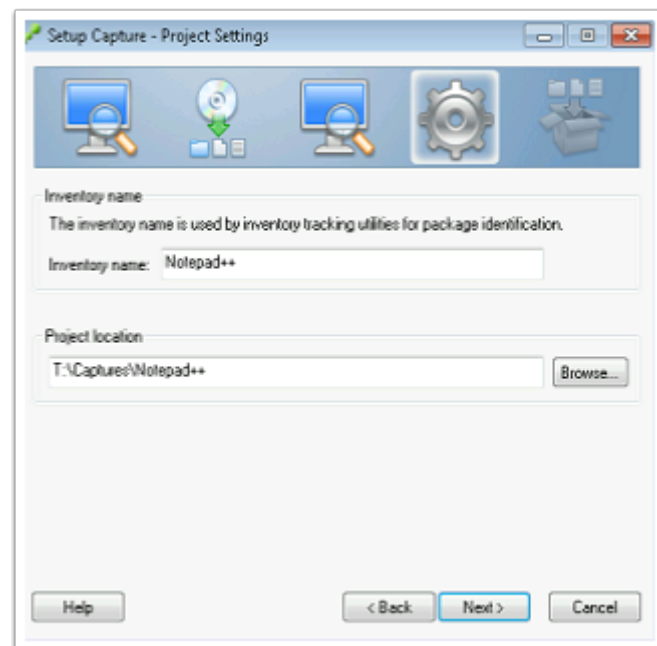 Setup Capture - Project Settings
Inventory name
The inventory name is used by inventory tracking utilities for package identification.
Inventory name: Notepad++
Project location
T:\Captures\Notepad++ Browse...
Help < Back Next > Cancel